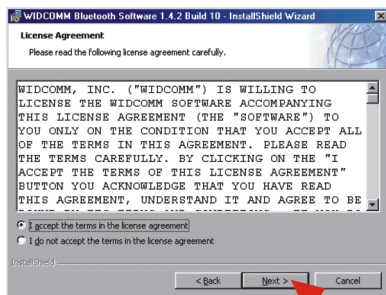 WIDCOMM Bluetooth Software 1.4.2 Build 10 - InstallShield Wizard
License Agreement
Please read the following license agreement carefully.
WIDCOMM, INC. ("WIDCOMM") IS WILLING TO
LICENSE THE WIDCOMM SOFTWARE ACCOMPANYING
THIS LICENSE AGREEMENT (THE "SOFTWARE") TO
YOU ONLY ON THE CONDITION THAT YOU ACCEPT ALL
OF THE TERMS IN THIS AGREEMENT. PLEASE READ
THE TERMS CAREFULLY. BY CLICKING ON THE "I
ACCEPT THE TERMS OF THIS LICENSE AGREEMENT"
BUTTON YOU ACKNOWLEDGE THAT YOU HAVE READ
THIS AGREEMENT, UNDERSTAND IT AND AGREE TO BE
I accept the terms in the license agreement
I do not accept the terms in the license agreement
InstallShield
< Back Next > Cancel